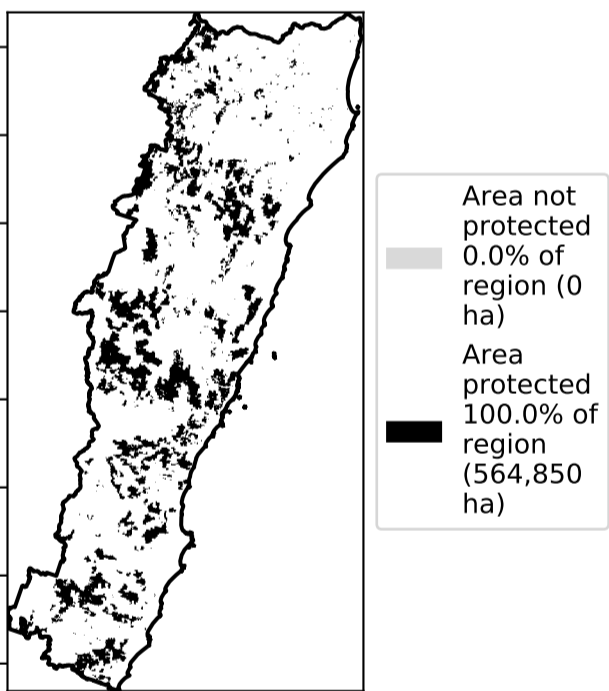 Area not
protected
0.0% of
region (0
ha)
Area
protected
100.0% of
region
(564,850
ha)